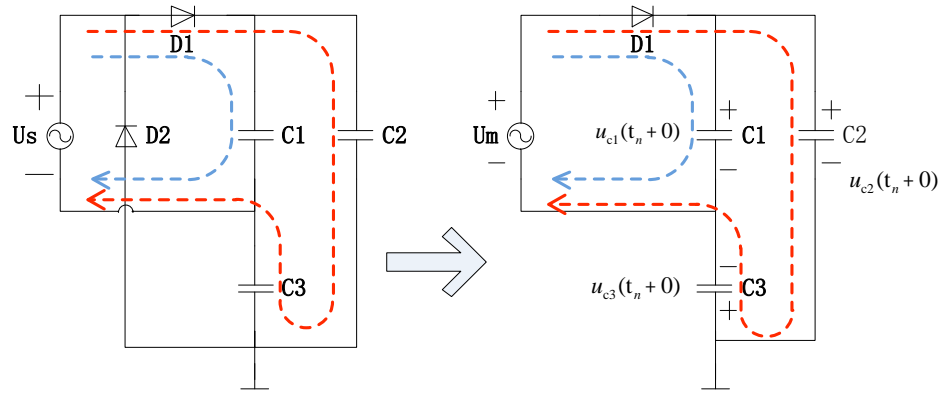 D1
+
Us
—
D2
C1
C2
C3
D1
+
Um
—
u_c1(t_n + 0)
+
C1
—
+
C2
—
u_c2(t_n + 0)
u_c3(t_n + 0)
—
C3
+